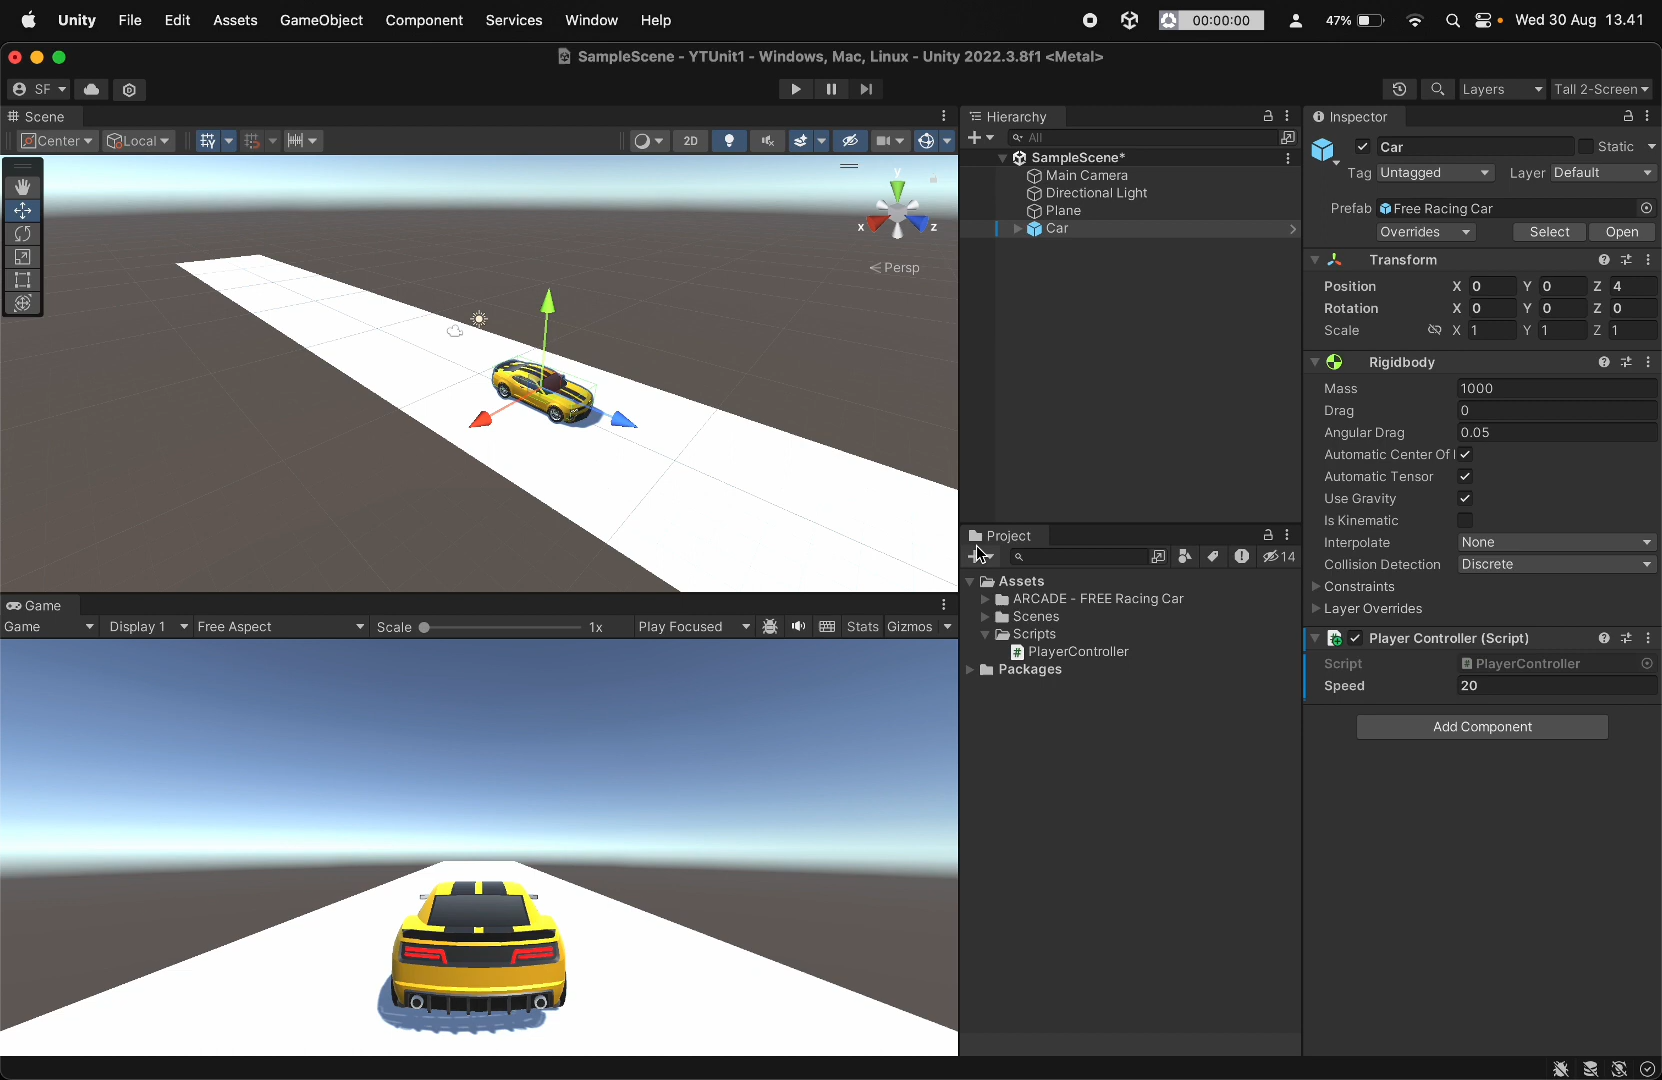 Unity File Edit Assets GameObject Component Services Window Help 00:00:00 47% Wed 30 Aug 13.41
SampleScene - YTUnit1 - Windows, Mac, Linux - Unity 2022.3.8f1 <Metal>
SF Layers Tall 2-Screen
Scene
Center Local 2D
y
x z
Persp
Game
Game Display 1 Free Aspect Scale 1x Play Focused Stats Gizmos
Hierarchy
All
SampleScene*
Main Camera
Directional Light
Plane
Car
Project
14
Assets
ARCADE - FREE Racing Car
Scenes
Scripts
PlayerController
Packages
Inspector
Car Static
Tag Untagged Layer Default
Prefab Free Racing Car
Overrides Select Open
Transform
Position X 0 Y 0 Z 4
Rotation X 0 Y 0 Z 0
Scale X 1 Y 1 Z 1
Rigidbody
Mass 1000
Drag 0
Angular Drag 0.05
Automatic Center Of
Automatic Tensor
Use Gravity
Is Kinematic
Interpolate None
Collision Detection Discrete
Constraints
Layer Overrides
Player Controller (Script)
Script PlayerController
Speed 20
Add Component